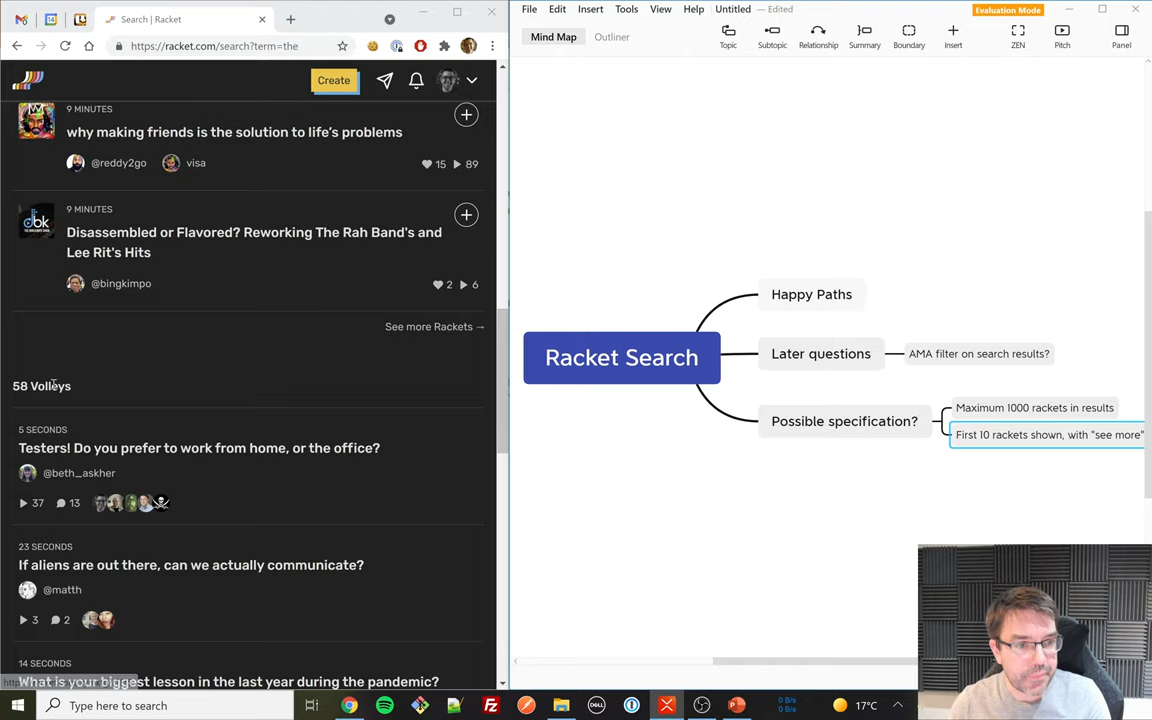 Search | Racket
https://racket.com/search?term=the
Create
9 MINUTES
why making friends is the solution to life's problems
@reddy2go visa
15 89
9 MINUTES
Disassembled or Flavored? Reworking The Rah Band's and
Lee Rit's Hits
@bingkimpo
2 6
See more Rackets →
58 Volleys
5 SECONDS
Testers! Do you prefer to work from home, or the office?
@beth_askher
37 13
23 SECONDS
If aliens are out there, can we actually communicate?
@matth
3 2
14 SECONDS
What is your biggest lesson in the last year during the pandemic?
File Edit Insert Tools View Help Untitled — Edited
Evaluation Mode
Mind Map Outliner
Topic Subtopic Relationship Summary Boundary Insert ZEN Pitch Panel
Racket Search
Happy Paths
Later questions
AMA filter on search results?
Possible specification?
Maximum 1000 rackets in results
First 10 rackets shown, with "see more"
Type here to search
0 B/s
0 B/s
17°C